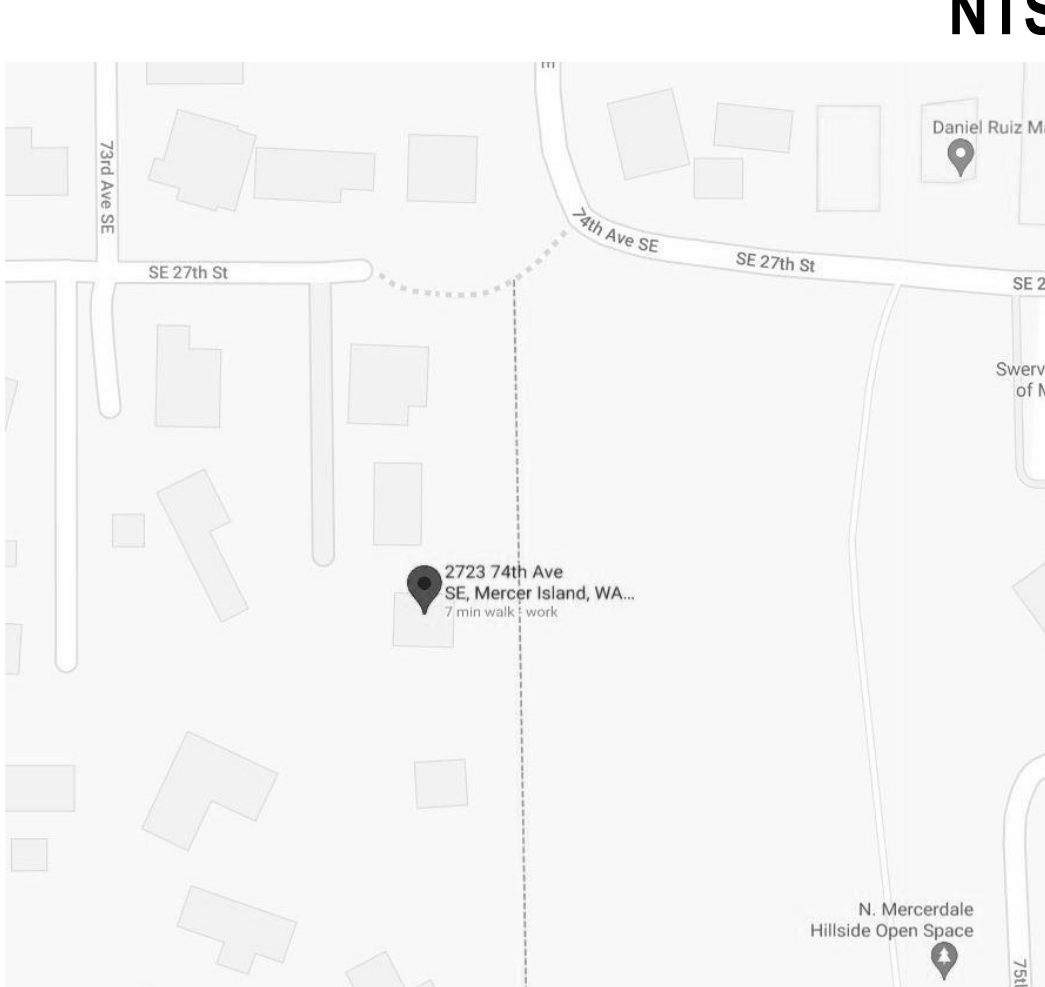 NTS
E
Daniel Ruiz Ma
73rd Ave SE
74th Ave SE
SE 27th St
SE 27th St
SE 2
Swerv
of M
2723 74th Ave
SE, Mercer Island, WA...
7 min walk · work
N. Mercerdale
Hillside Open Space
75th